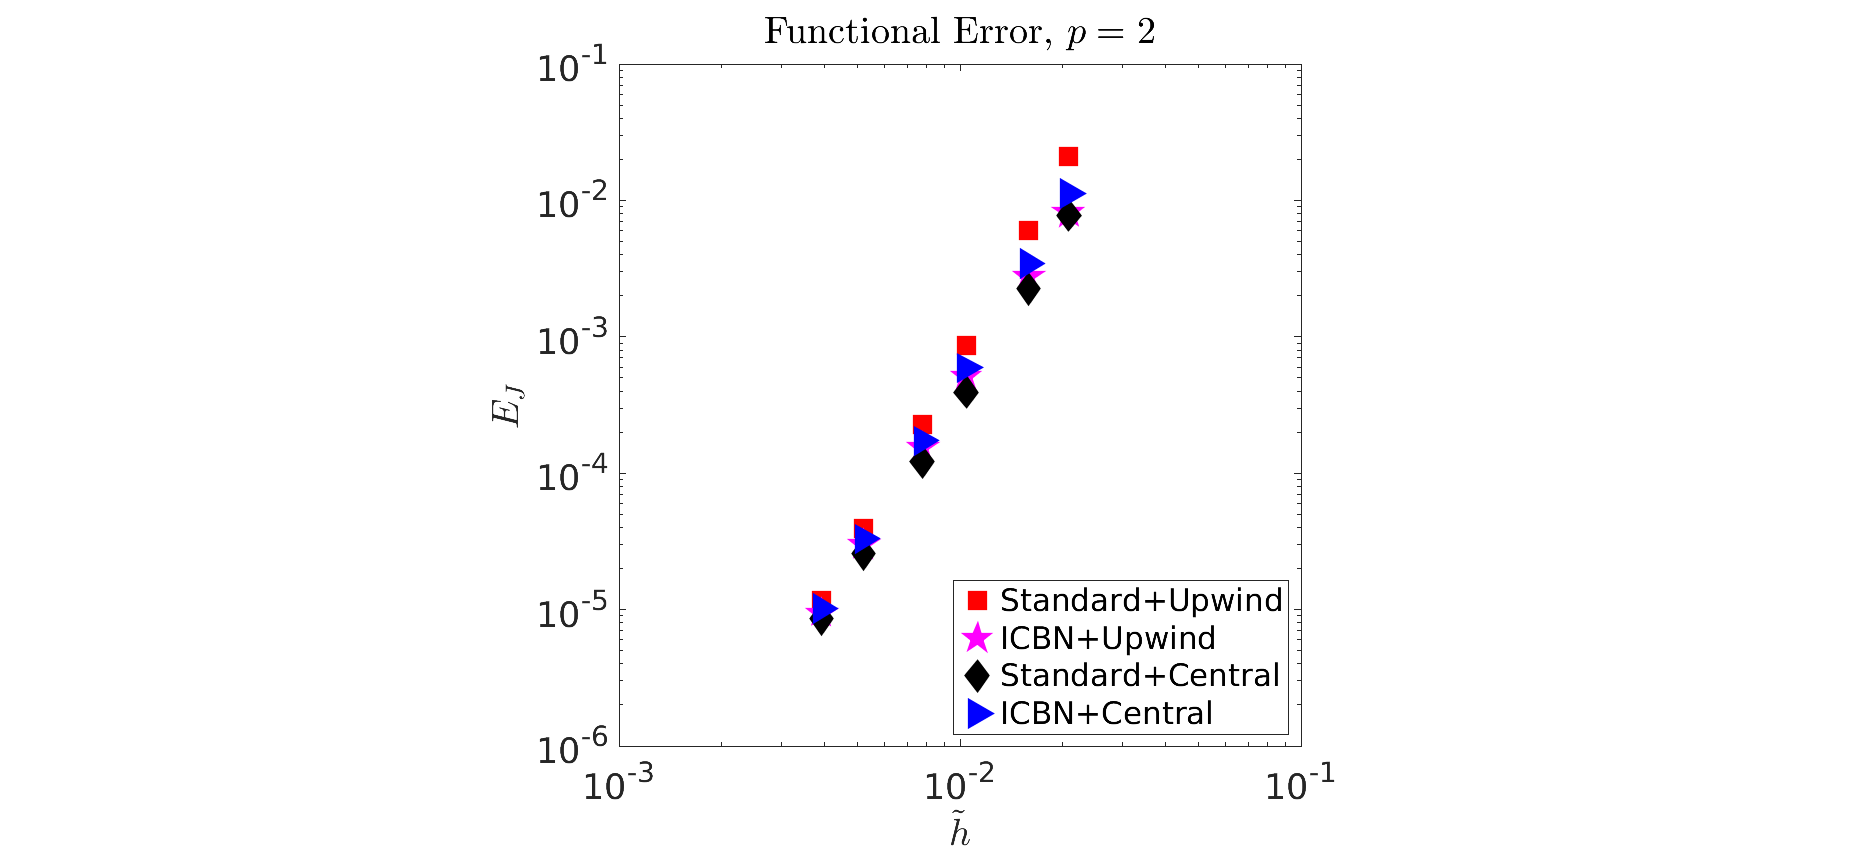 Functional Error, p = 2
10^-1
10^-2
10^-3
10^-4
10^-5
10^-6
E_J
Standard+Upwind
ICBN+Upwind
Standard+Central
ICBN+Central
10^-3 10^-2 10^-1
h̃